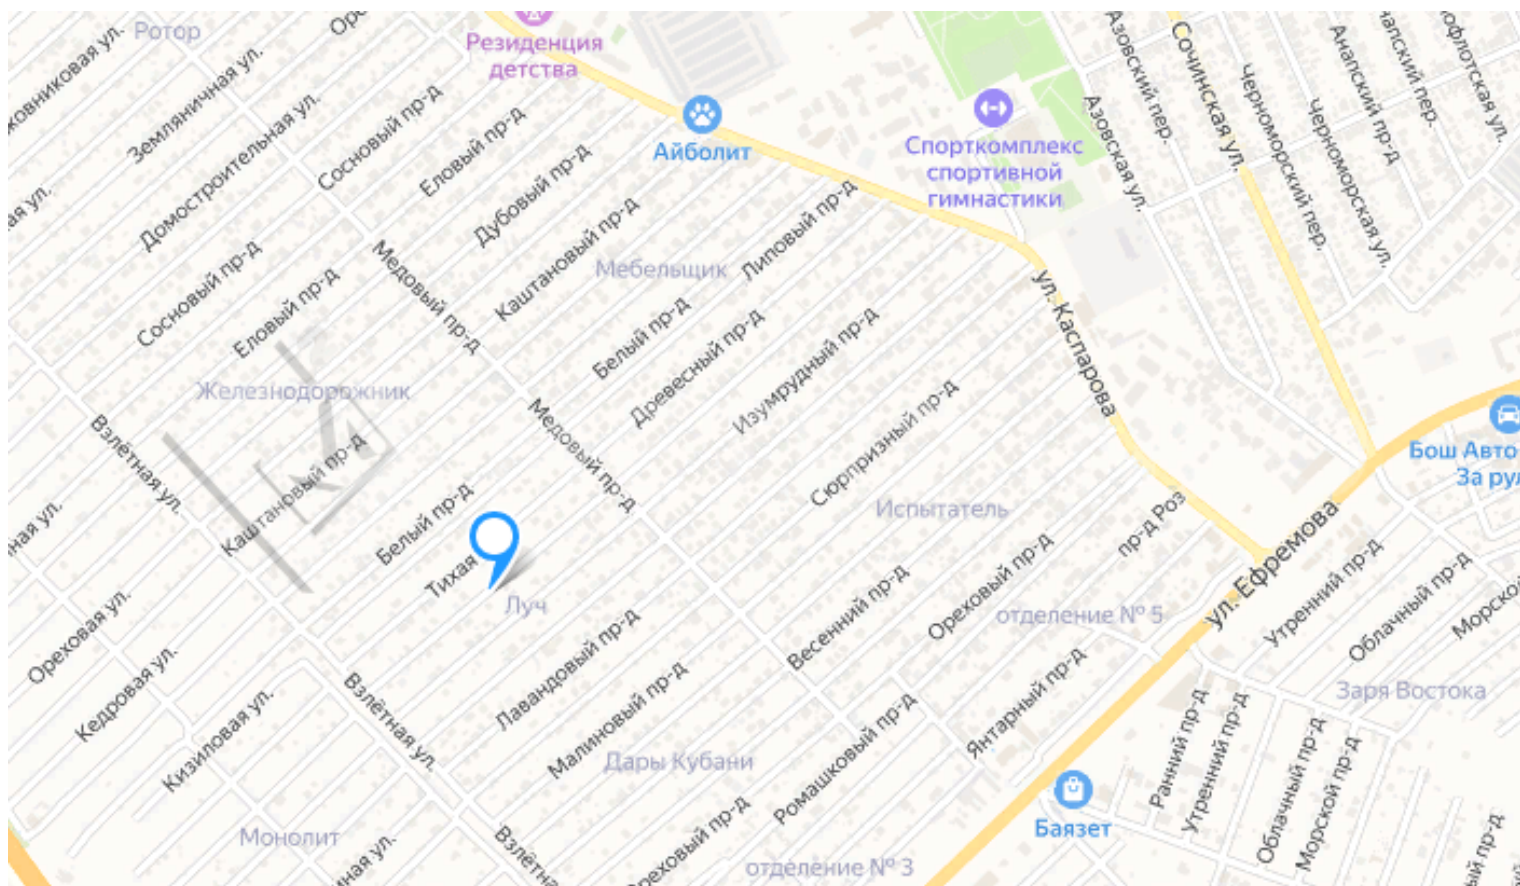 Ротор
Резиденция
детства
Земляничная ул.
Домостроительная ул.
Сосновый пр-д
Еловый пр-д
Дубовый пр-д
Айболит
Спорткомплекс
спортивной
гимнастики
Азовский пер.
Азовская ул.
Сочинская ул.
Черноморский пер.
Черноморская ул.
Анапский пр-д
Сосновый пр-д
Еловый пр-д
Медовый пр-д
Каштановый пр-д
Мебельщик
Липовый пр-д
Белый пр-д
Древесный пр-д
Изумрудный пр-д
ул. Каспарова
Железнодорожник
Взлётная ул.
Каштановый пр-д
Медовый пр-д
Сюрпризный пр-д
Бош Авто
Белый пр-д
Тихая
Луч
Испытатель
пр-д Роз
ул. Ефремова
Утренний пр-д
Облачный пр-д
Ореховая ул.
Кедровая ул.
Кизиловая ул.
Взлётная ул.
Лавандовый пр-д
Малиновый пр-д
Весенний пр-д
Ореховый пр-д
отделение № 5
Заря Востока
Дары Кубани
Ромашковый пр-д
Янтарный пр-д
Ранний пр-д
Утренний пр-д
Облачный пр-д
Морской пр-д
Баязет
Монолит
отделение № 3